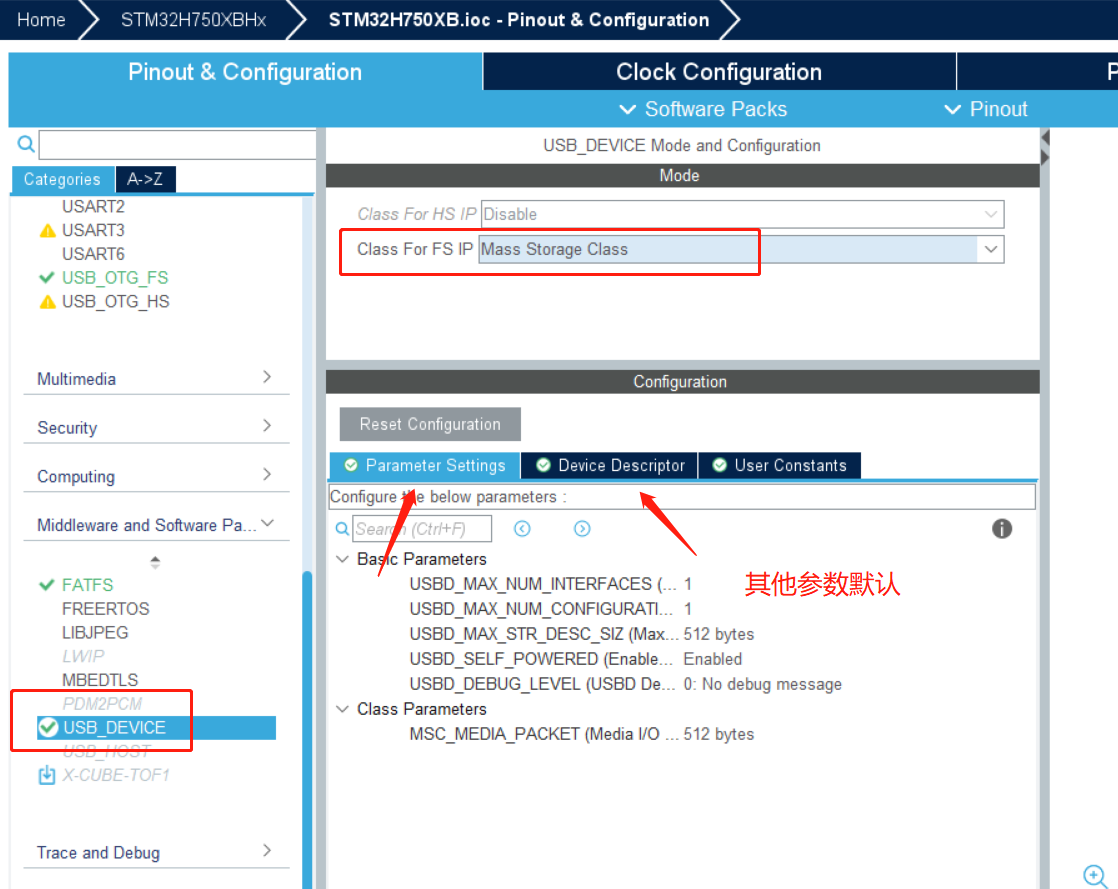 Home
STM32H750XBHx
STM32H750XB.ioc - Pinout & Configuration
Pinout & Configuration
Clock Configuration
P
Software Packs
Pinout
Categories
A->Z
USART2
USART3
USART6
USB_OTG_FS
USB_OTG_HS
Multimedia
Security
Computing
Middleware and Software Pa...
FATFS
FREERTOS
LIBJPEG
LWIP
MBEDTLS
PDM2PCM
USB_DEVICE
USB_HOST
X-CUBE-TOF1
Trace and Debug
USB_DEVICE Mode and Configuration
Mode
Class For HS IP Disable
Class For FS IP Mass Storage Class
Configuration
Reset Configuration
Parameter Settings
Device Descriptor
User Constants
Configure the below parameters :
Search (Ctrl+F)
Basic Parameters
USBD_MAX_NUM_INTERFACES (... 1
USBD_MAX_NUM_CONFIGURATI... 1
USBD_MAX_STR_DESC_SIZ (Max... 512 bytes
USBD_SELF_POWERED (Enable... Enabled
USBD_DEBUG_LEVEL (USBD De... 0: No debug message
Class Parameters
MSC_MEDIA_PACKET (Media I/O ... 512 bytes
其他参数默认